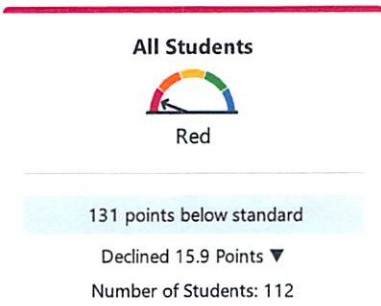 All Students
Red
131 points below standard
Declined 15.9 Points ▼
Number of Students: 112